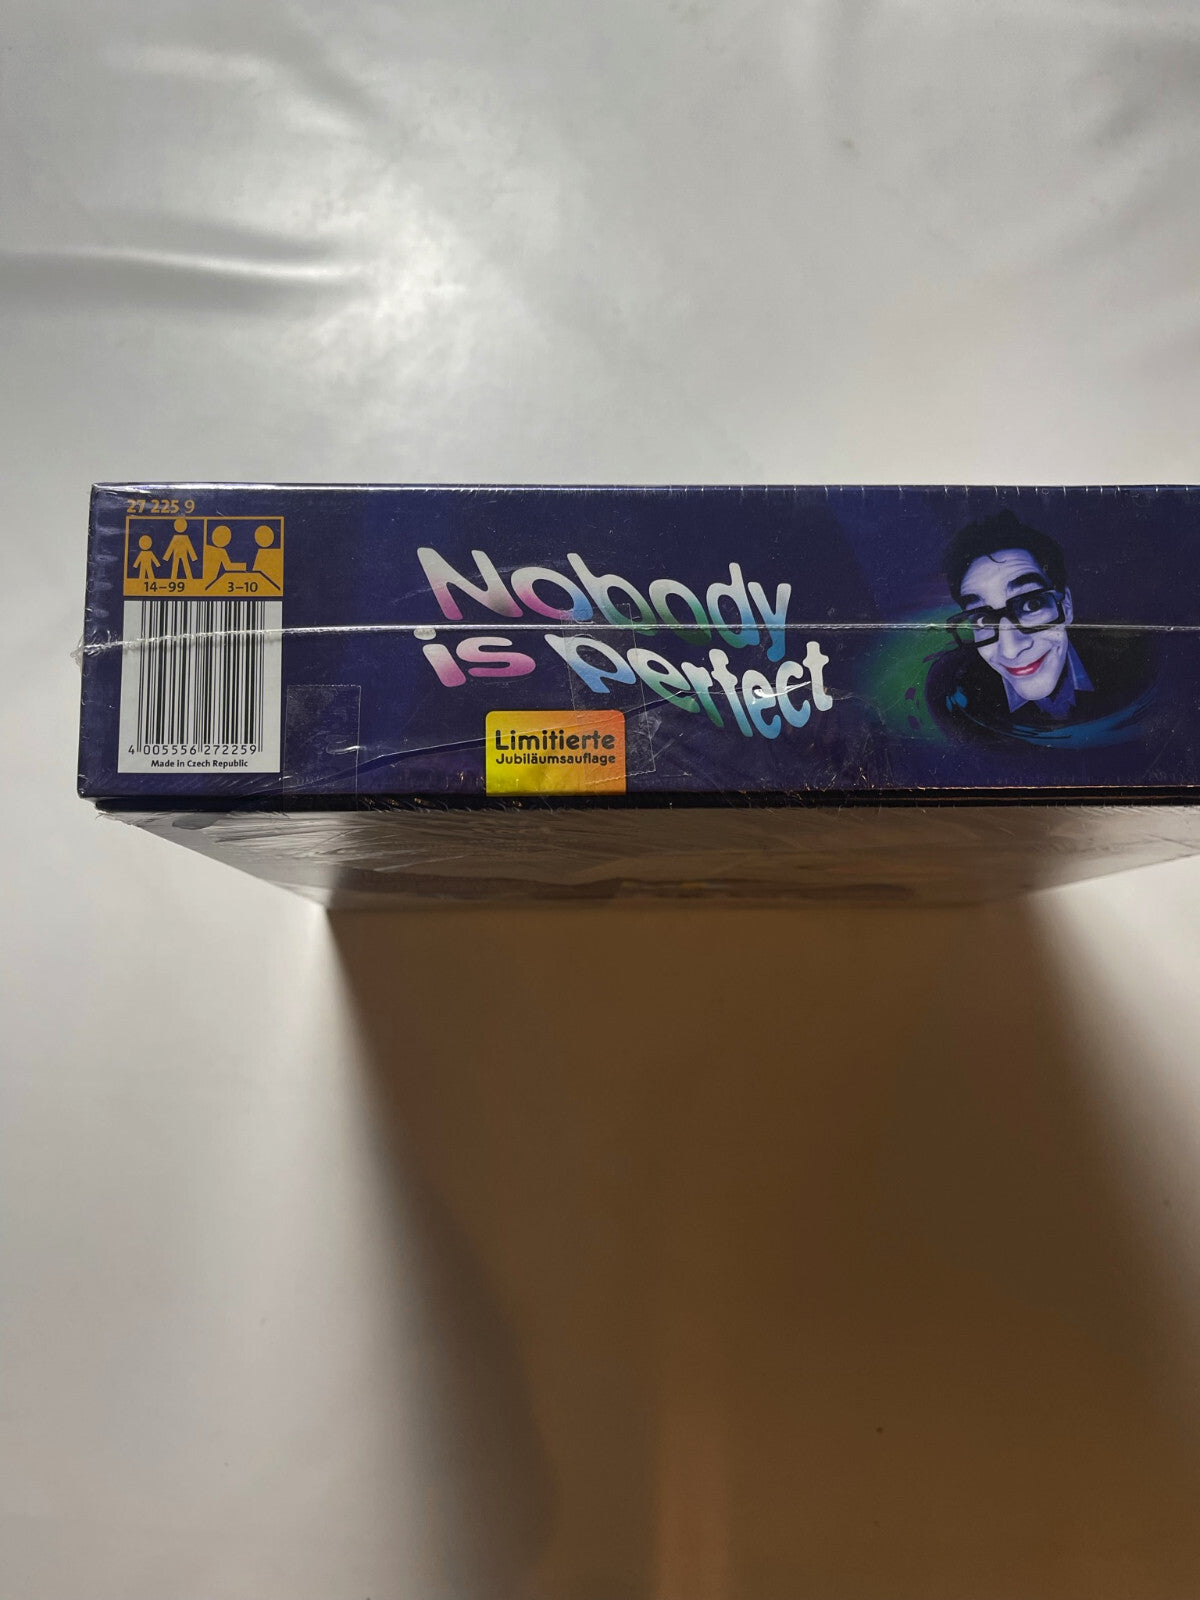 27 225 9
14–99
3–10
4 005556 272259
Made in Czech Republic
Nobody
is perfect
Limitierte
Jubiläumsauflage